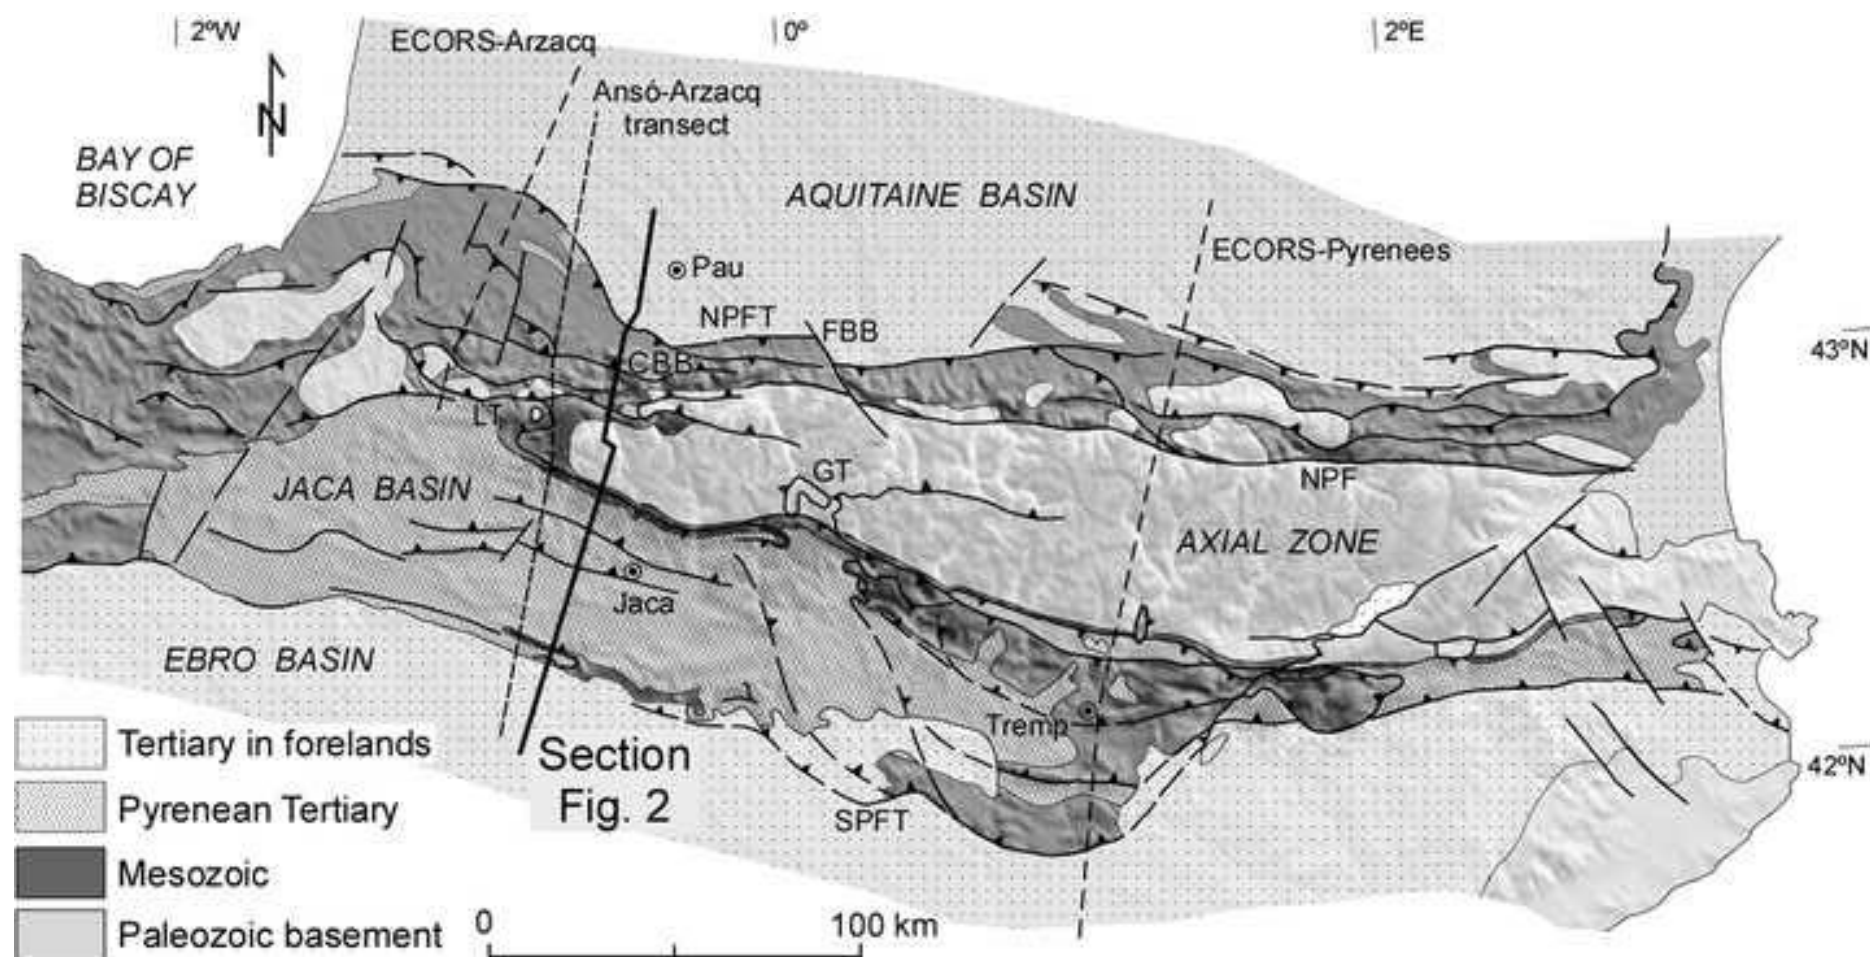 2ºW
0º
2ºE
ECORS-Arzacq
Ansó-Arzacq
transect
N
BAY OF
BISCAY
AQUITAINE BASIN
ECORS-Pyrenees
Pau
NPFT
FBB
43ºN
CBB
LT
D
GT
NPF
JACA BASIN
AXIAL ZONE
Jaca
EBRO BASIN
Tremp
42ºN
Section
Fig. 2
SPFT
Tertiary in forelands
Pyrenean Tertiary
Mesozoic
Paleozoic basement
0
100 km